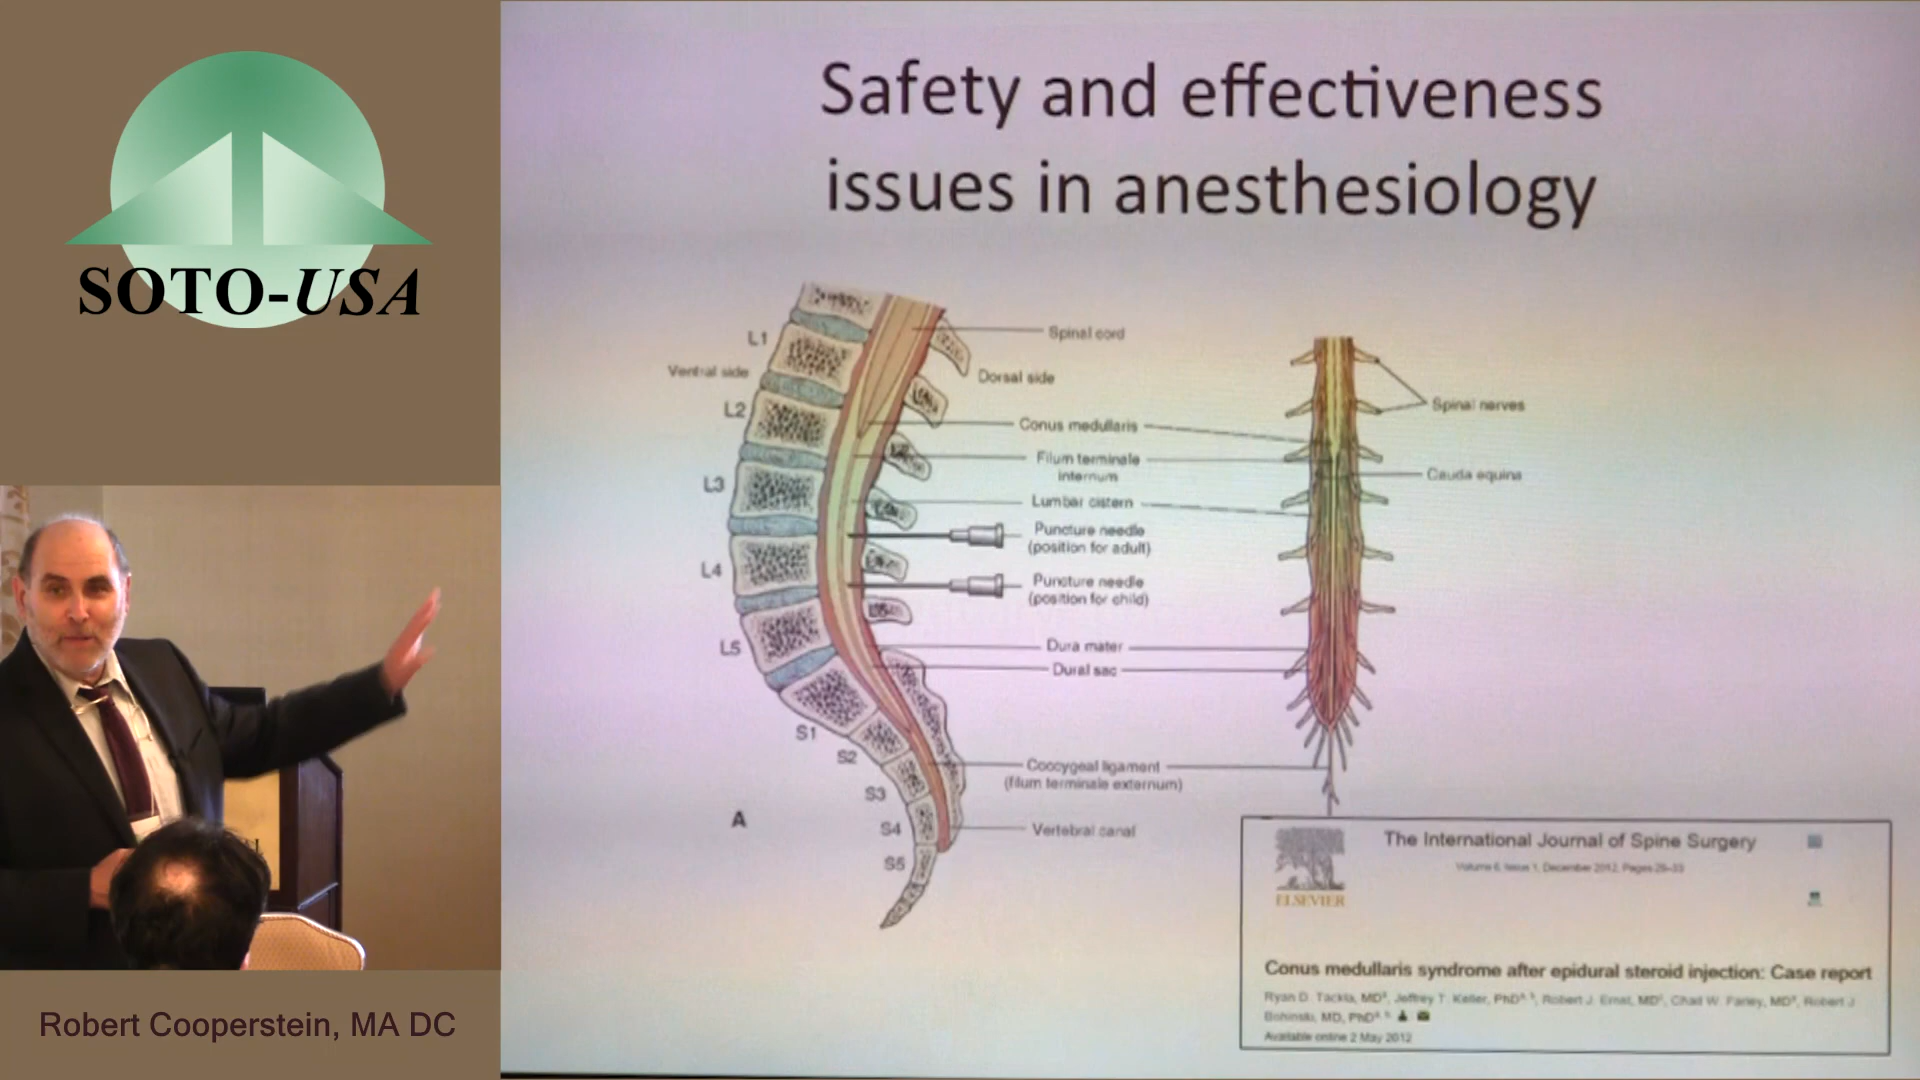 SOTO-USA
Robert Cooperstein, MA DC
Safety and effectiveness
issues in anesthesiology
L1
Ventral side
L2
L3
L4
L5
S1
S2
S3
S4
S5
A
Spinal cord
Dorsal side
Conus medullaris
Filum terminale
internum
Lumbar cistern
Puncture needle
(position for adult)
Puncture needle
(position for child)
Dura mater
Dural sac
Coccygeal ligament
(filum terminale externum)
Vertebral canal
Spinal nerves
Cauda equina
ELSEVIER
The International Journal of Spine Surgery
Volume 6, Issue 1, December 2012, Pages 29–33
Conus medullaris syndrome after epidural steroid injection: Case report
Ryan D. Tackla, MD, Jeffrey T. Keller, PhD, Robert J. Ernst, MD, Chad W. Farley, MD, Robert J.
Bohinski, MD, PhD
Available online 2 May 2012